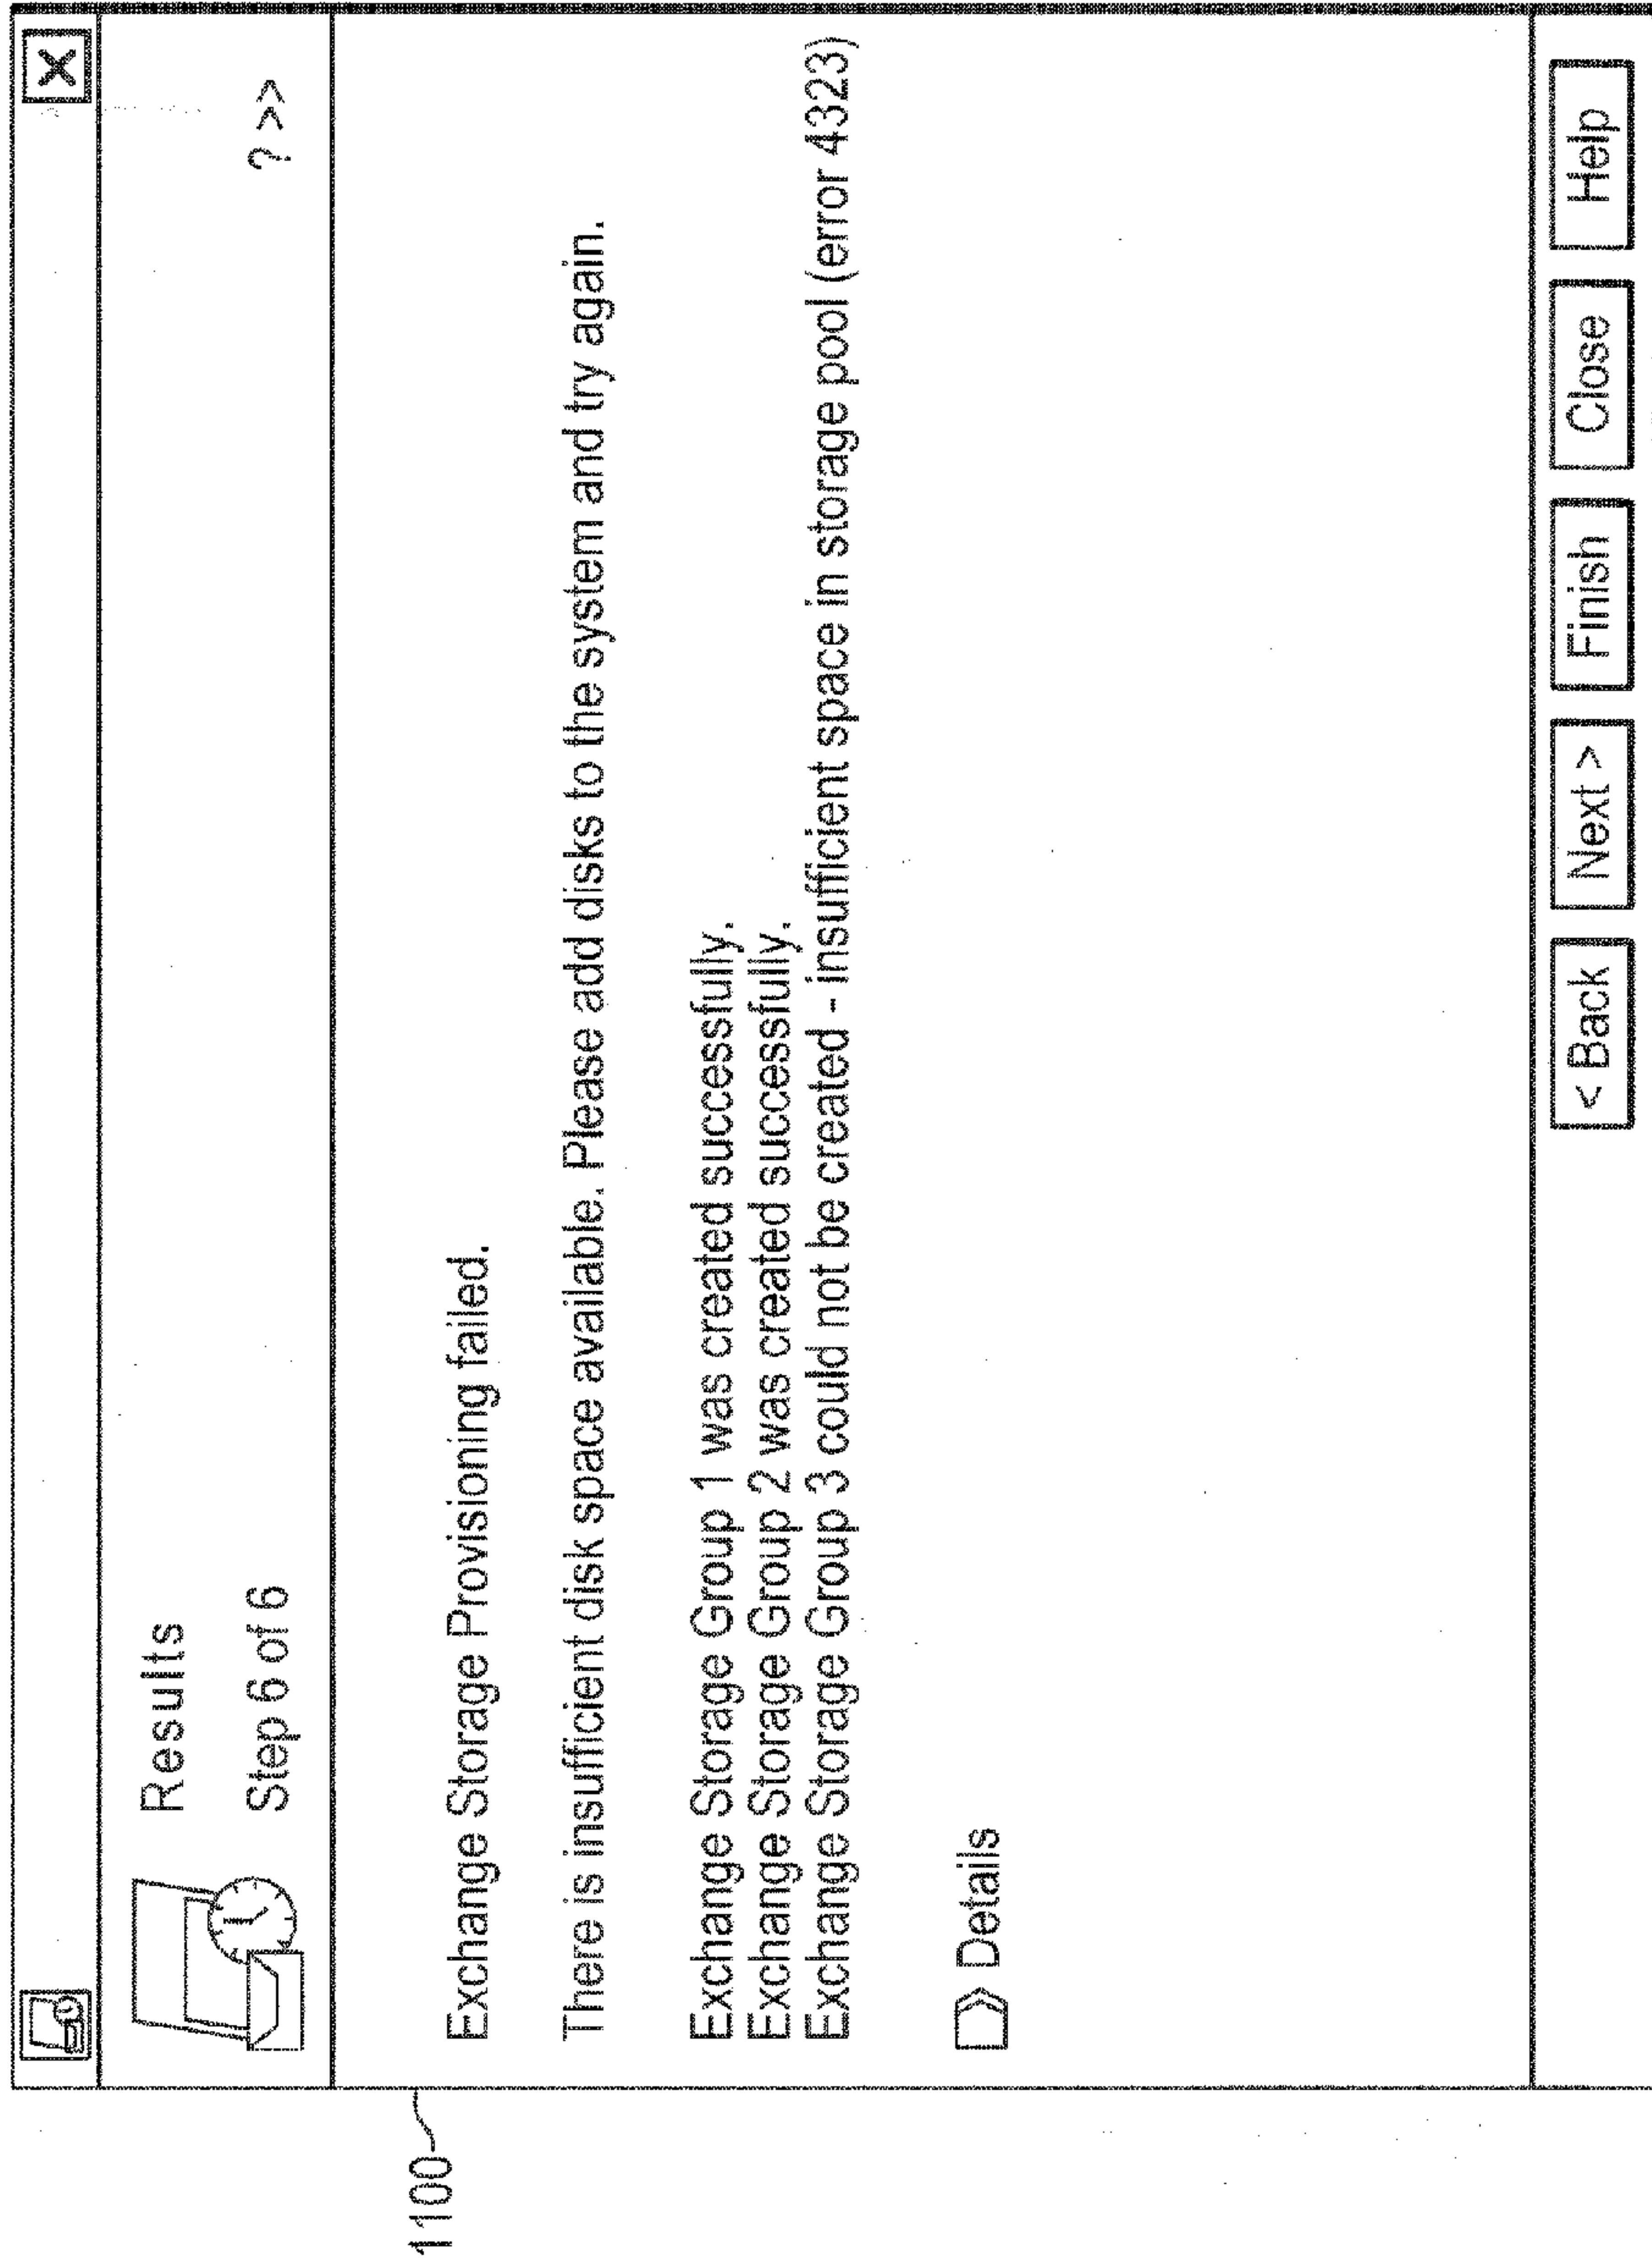 Results
Step 6 of 6
? >>
Exchange Storage Provisioning failed.
There is insufficient disk space available. Please add disks to the system and try again.
Exchange Storage Group 1 was created successfully.
Exchange Storage Group 2 was created successfully.
Exchange Storage Group 3 could not be created - insufficient space in storage pool (error 4323)
Details
< Back
Next >
Finish
Close
Help
1100